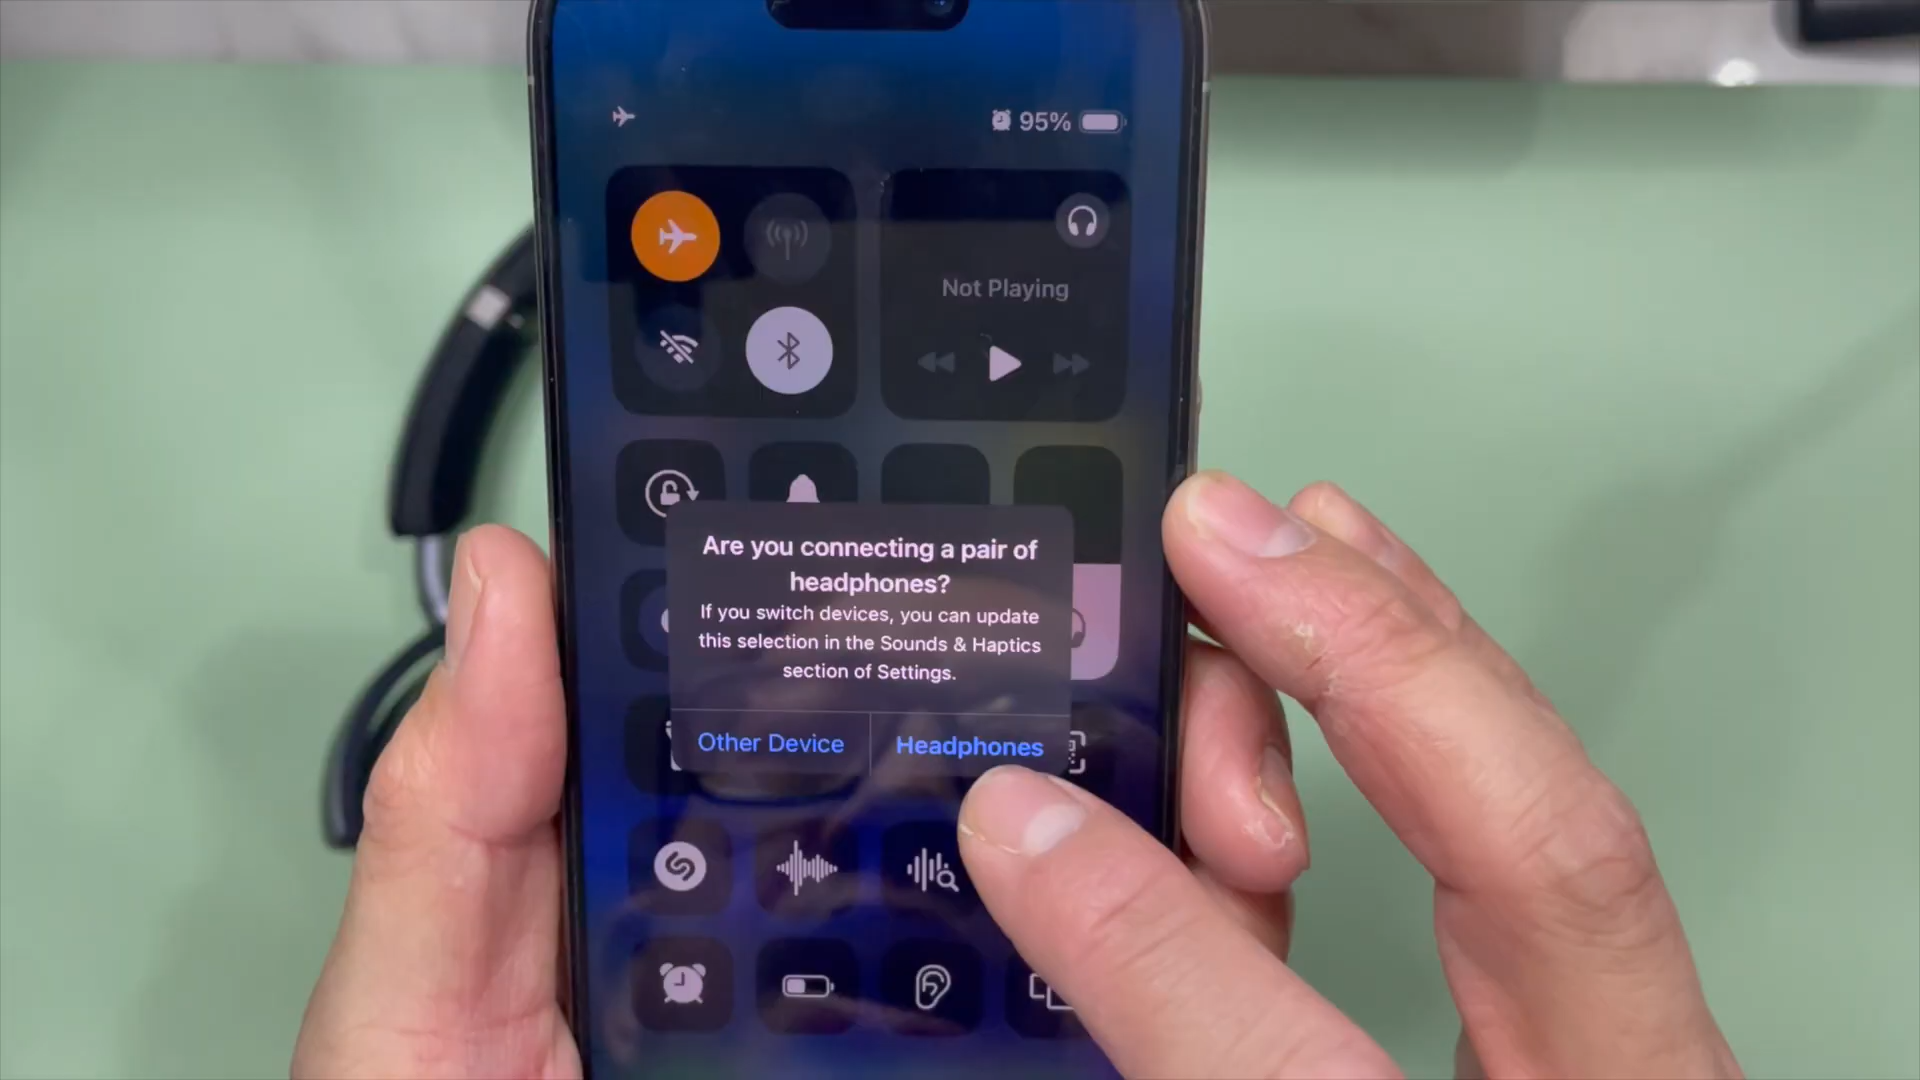 95%
Not Playing
Are you connecting a pair of
headphones?
If you switch devices, you can update
this selection in the Sounds & Haptics
section of Settings.
Other Device
Headphones